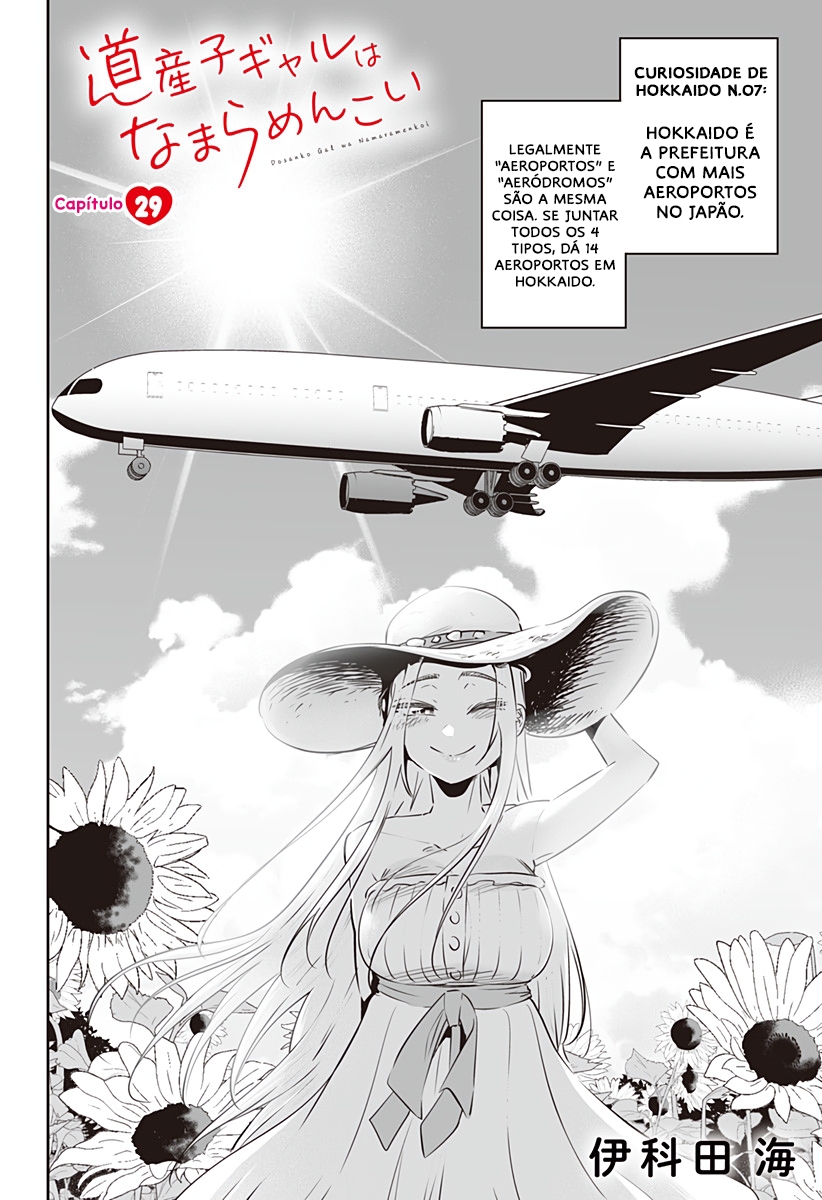 道産子ギャルは
なまらめんこい
Dosanko Gal wa Namaramenkoi
Capítulo 29
CURIOSIDADE DE
HOKKAIDO N.07:
HOKKAIDO É
A PREFEITURA
COM MAIS
AEROPORTOS
NO JAPÃO.
LEGALMENTE
"AEROPORTOS" E
"AERÓDROMOS"
SÃO A MESMA
COISA. SE JUNTAR
TODOS OS 4
TIPOS, DÁ 14
AEROPORTOS EM
HOKKAIDO.
伊科田 海